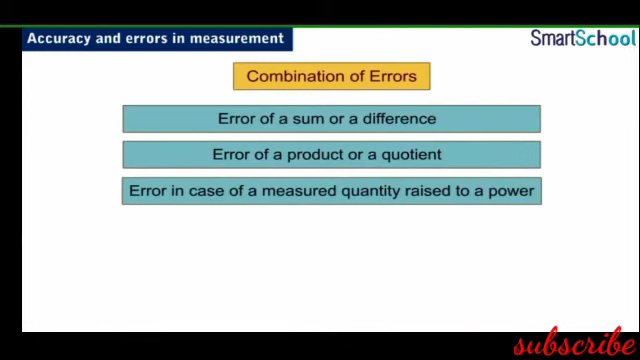 Accuracy and errors in measurement
SmartSchool
Combination of Errors
Error of a sum or a difference
Error of a product or a quotient
Error in case of a measured quantity raised to a power
subscribe